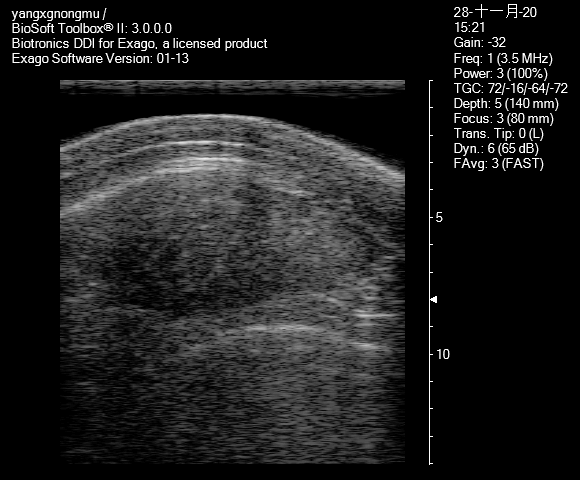 yangxgnongmu /
BioSoft Toolbox® II: 3.0.0.0
Biotronics DDI for Exago, a licensed product
Exago Software Version: 01-13
28-十一月-20
15:21
Gain: -32
Freq: 1 (3.5 MHz)
Power: 3 (100%)
TGC: 72/-16/-64/-72
Depth: 5 (140 mm)
Focus: 3 (80 mm)
Trans. Tip: 0 (L)
Dyn.: 6 (65 dB)
FAvg: 3 (FAST)
5
10